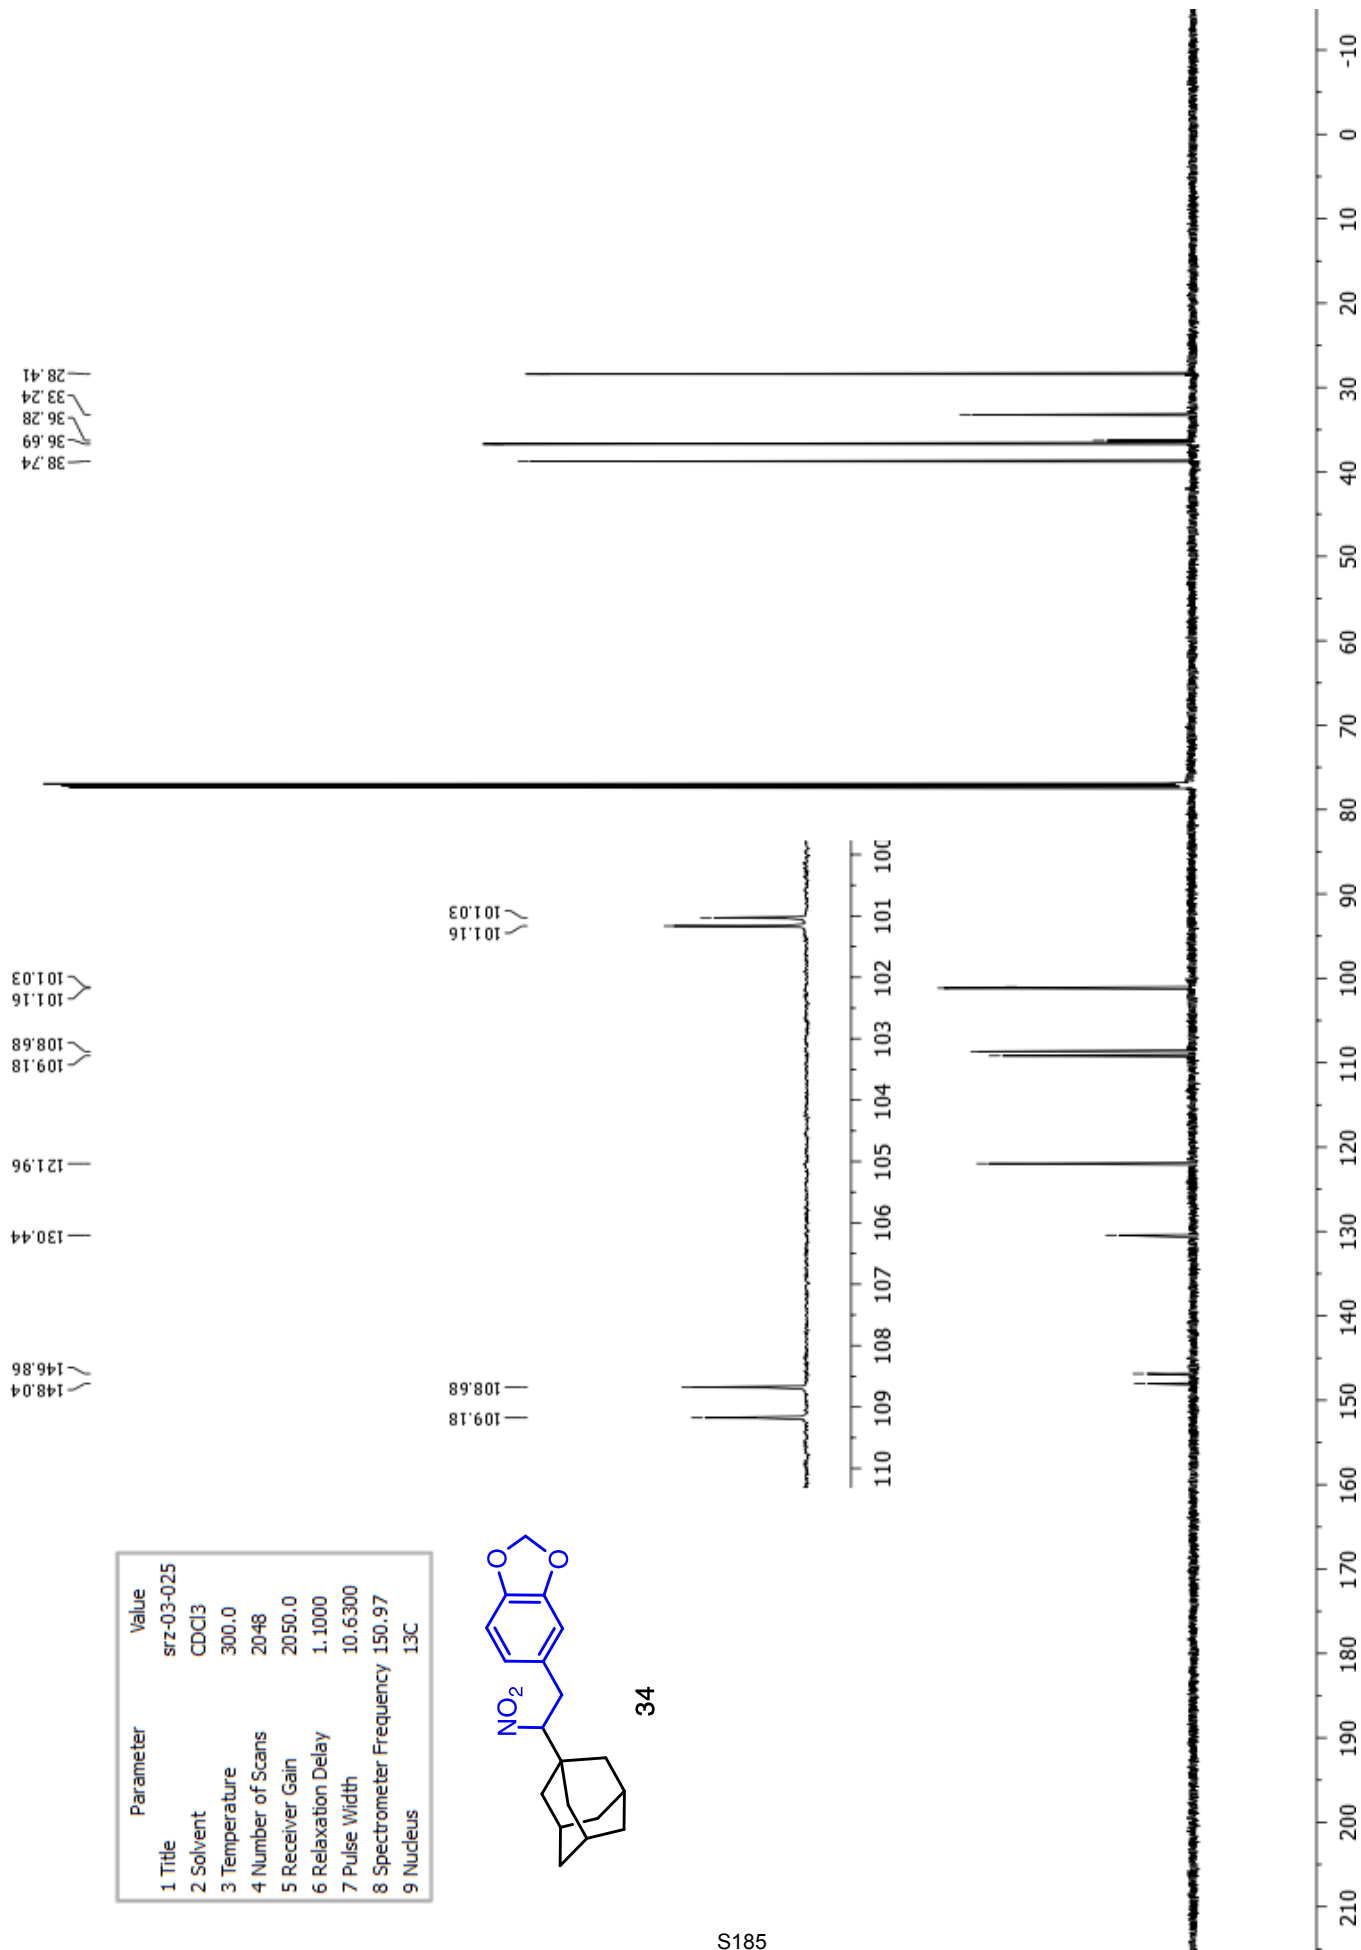 Parameter Value
1 Title srz-03-025
2 Solvent CDCl3
3 Temperature 300.0
4 Number of Scans 2048
5 Receiver Gain 2050.0
6 Relaxation Delay 1.1000
7 Pulse Width 10.6300
8 Spectrometer Frequency 150.97
9 Nucleus 13C
148.04
146.86
130.44
121.96
109.18
108.68
101.16
101.03
38.74
36.69
36.28
33.24
28.41
NO2
O
O
34
109.18
108.68
101.16
101.03
110 109 108 107 106 105 104 103 102 101 100
210 200 190 180 170 160 150 140 130 120 110 100 90 80 70 60 50 40 30 20 10 0 -10
S185